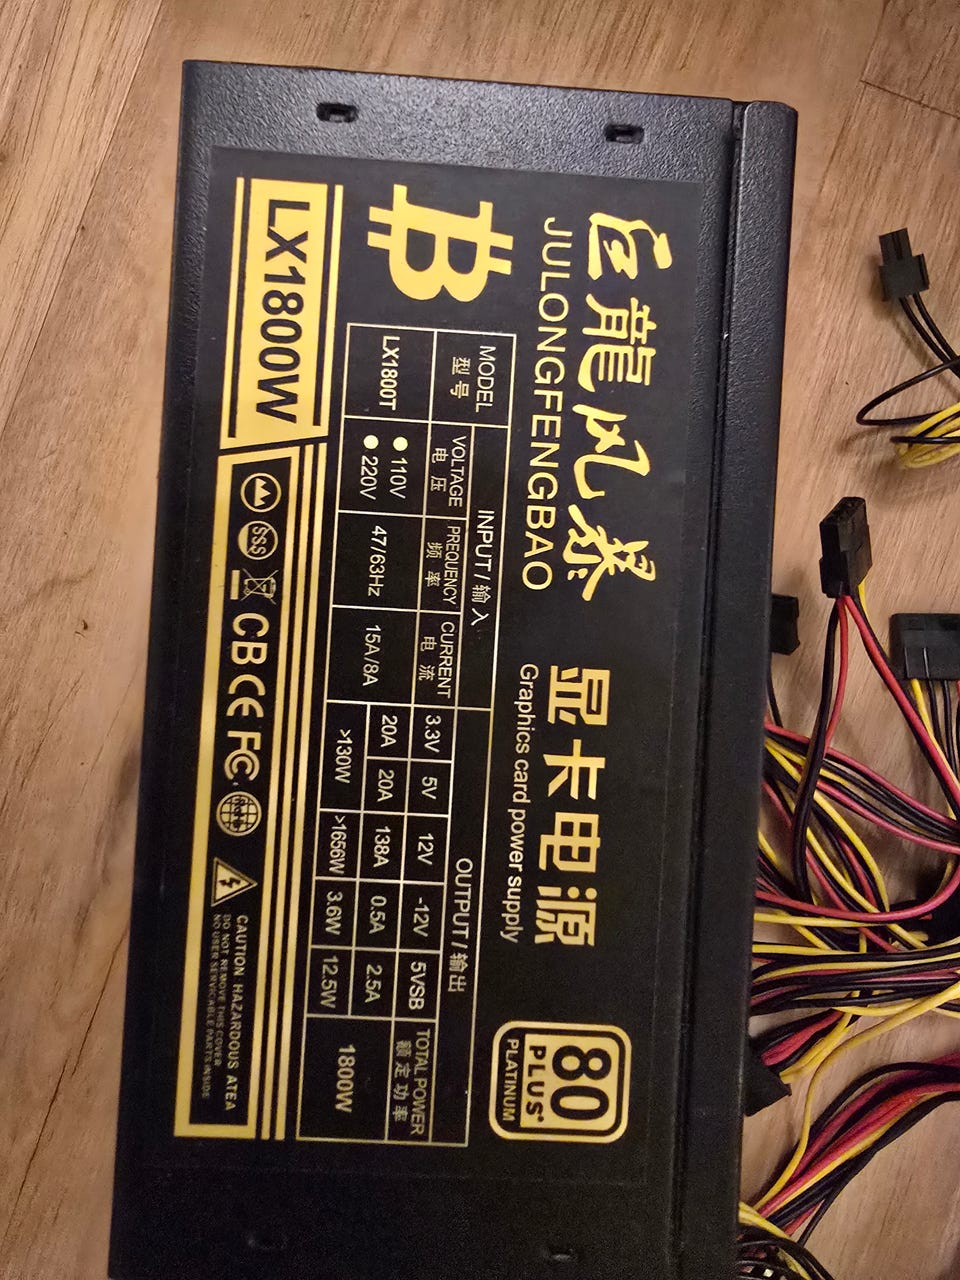 巨龍风暴
JULONGFENGBAO
显卡电源
Graphics card power supply
80
PLUS
PLATINUM
INPUT/输入
OUTPUT/输出
MODEL
型号
VOLTAGE
电压
PREQUENCY
频率
CURRENT
电流
3.3V
5V
12V
-12V
5VSB
TOTAL POWER
额定功率
LX1800T
110V
220V
47/63Hz
15A/8A
20A
20A
138A
0.5A
2.5A
1800W
>130W
>1656W
3.6W
12.5W
LX1800W
SSS
CB CE FC
CAUTION HAZARDOUS ATEA
DO NOT REMOVE THIS COVER
NO USER SERVICABLE PARTS INSIDE